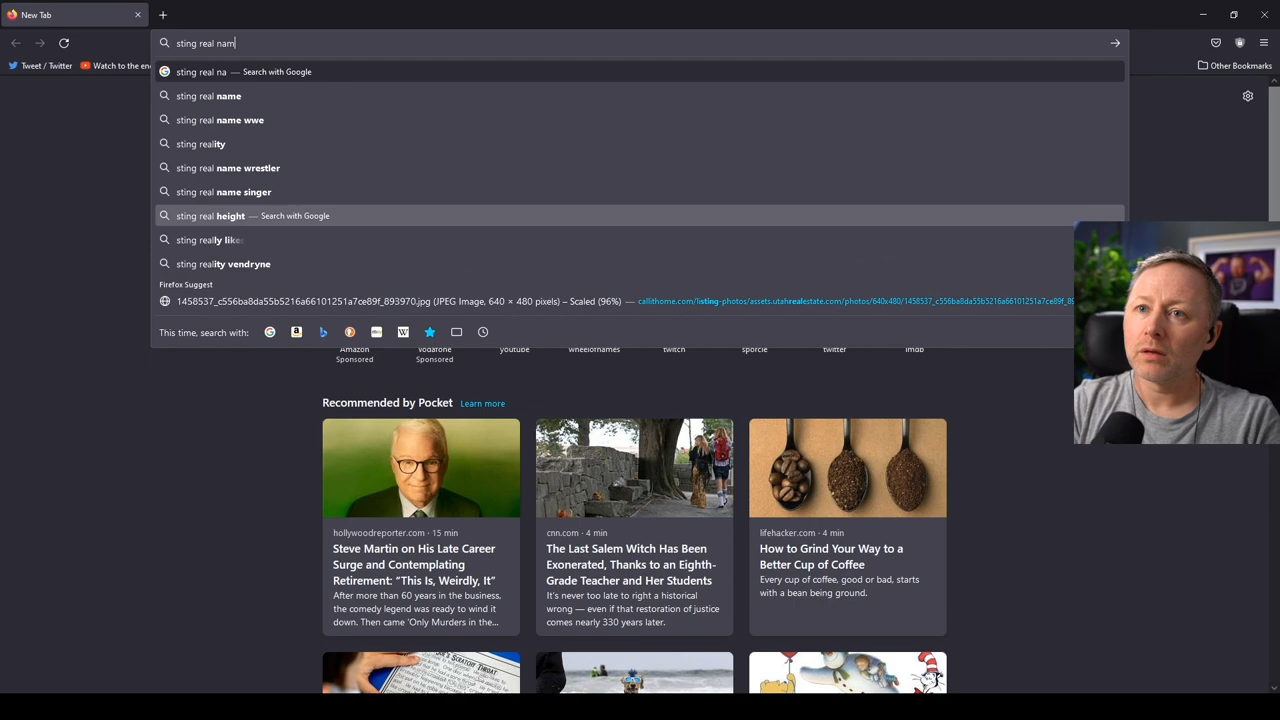 New Tab
sting real nam
Tweet / Twitter
Watch to the en
Other Bookmarks
sting real na — Search with Google
sting real name
sting real name wwe
sting reality
sting real name wrestler
sting real name singer
sting real height — Search with Google
sting really like
sting reality vendryne
Firefox Suggest
1458537_c556ba8da55b5216a66101251a7ce89f_893970.jpg (JPEG Image, 640 × 480 pixels) – Scaled (96%) — callithome.com/listing-photos/assets.utahrealestate.com/photos/640x480/1458537_c556ba8da55b5216a66101251a7ce89f_89
This time, search with:
Amazon
Sponsored
Vodafone
Sponsored
youtube
wheelofnames
twitch
sporcle
twitter
imdb
Recommended by Pocket Learn more
hollywoodreporter.com · 15 min
Steve Martin on His Late Career
Surge and Contemplating
Retirement: “This Is, Weirdly, It”
After more than 60 years in the business,
the comedy legend was ready to wind it
down. Then came ‘Only Murders in the...
cnn.com · 4 min
The Last Salem Witch Has Been
Exonerated, Thanks to an Eighth-
Grade Teacher and Her Students
It’s never too late to right a historical
wrong — even if that restoration of justice
comes nearly 330 years later.
lifehacker.com · 4 min
How to Grind Your Way to a
Better Cup of Coffee
Every cup of coffee, good or bad, starts
with a bean being ground.